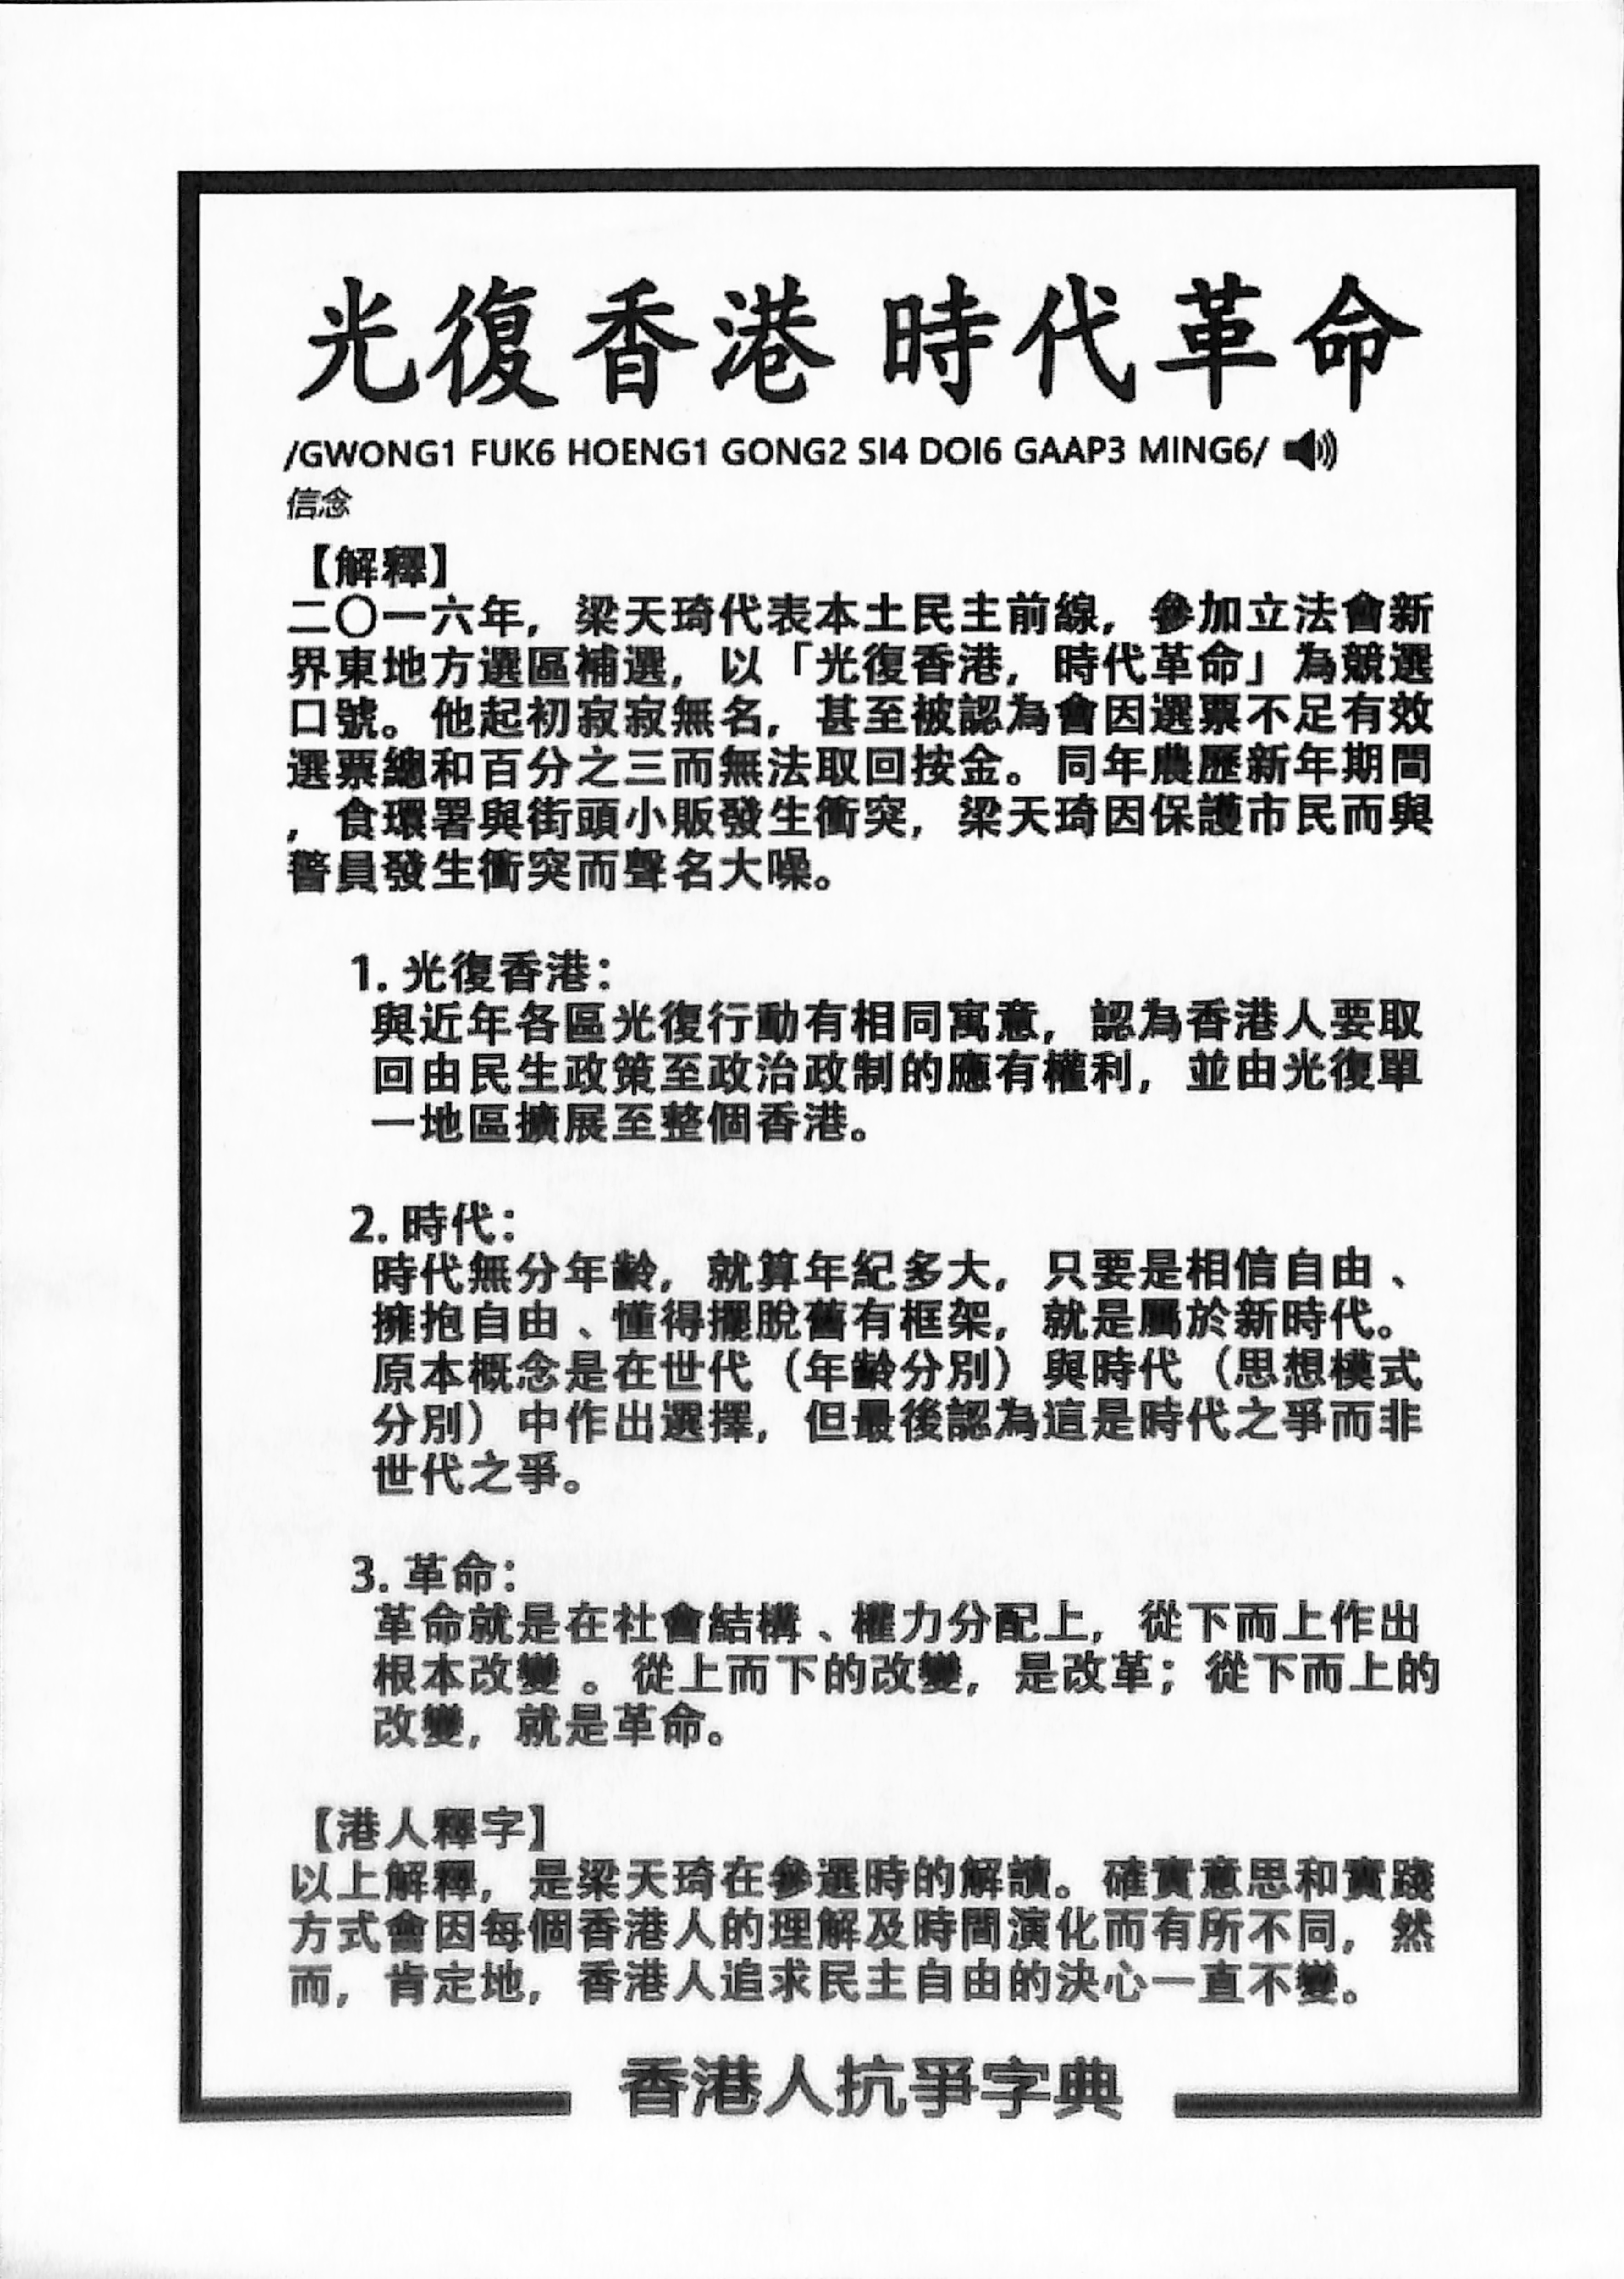 光復香港 時代革命
/GWONG1 FUK6 HOENG1 GONG2 SI4 DOI6 GAAP3 MING6/
信念
【解釋】
二〇一六年，梁天琦代表本土民主前線，參加立法會新
界東地方選區補選，以「光復香港，時代革命」為競選
口號。他起初寂寂無名，甚至被認為會因選票不足有效
選票總和百分之三而無法取回按金。同年農歷新年期間
，食環署與街頭小販發生衝突，梁天琦因保護市民而與
警員發生衝突而聲名大噪。
1. 光復香港：
與近年各區光復行動有相同寓意，認為香港人要取
回由民生政策至政治政制的應有權利，並由光復單
一地區擴展至整個香港。
2. 時代：
時代無分年齡，就算年紀多大，只要是相信自由、
擁抱自由、懂得擺脫舊有框架，就是屬於新時代。
原本概念是在世代（年齡分別）與時代（思想模式
分別）中作出選擇，但最後認為這是時代之爭而非
世代之爭。
3. 革命：
革命就是在社會結構、權力分配上，從下而上作出
根本改變 。從上而下的改變，是改革；從下而上的
改變，就是革命。
【港人釋字】
以上解釋，是梁天琦在參選時的解讀。確實意思和實踐
方式會因每個香港人的理解及時間演化而有所不同，然
而，肯定地，香港人追求民主自由的決心一直不變。
香港人抗爭字典